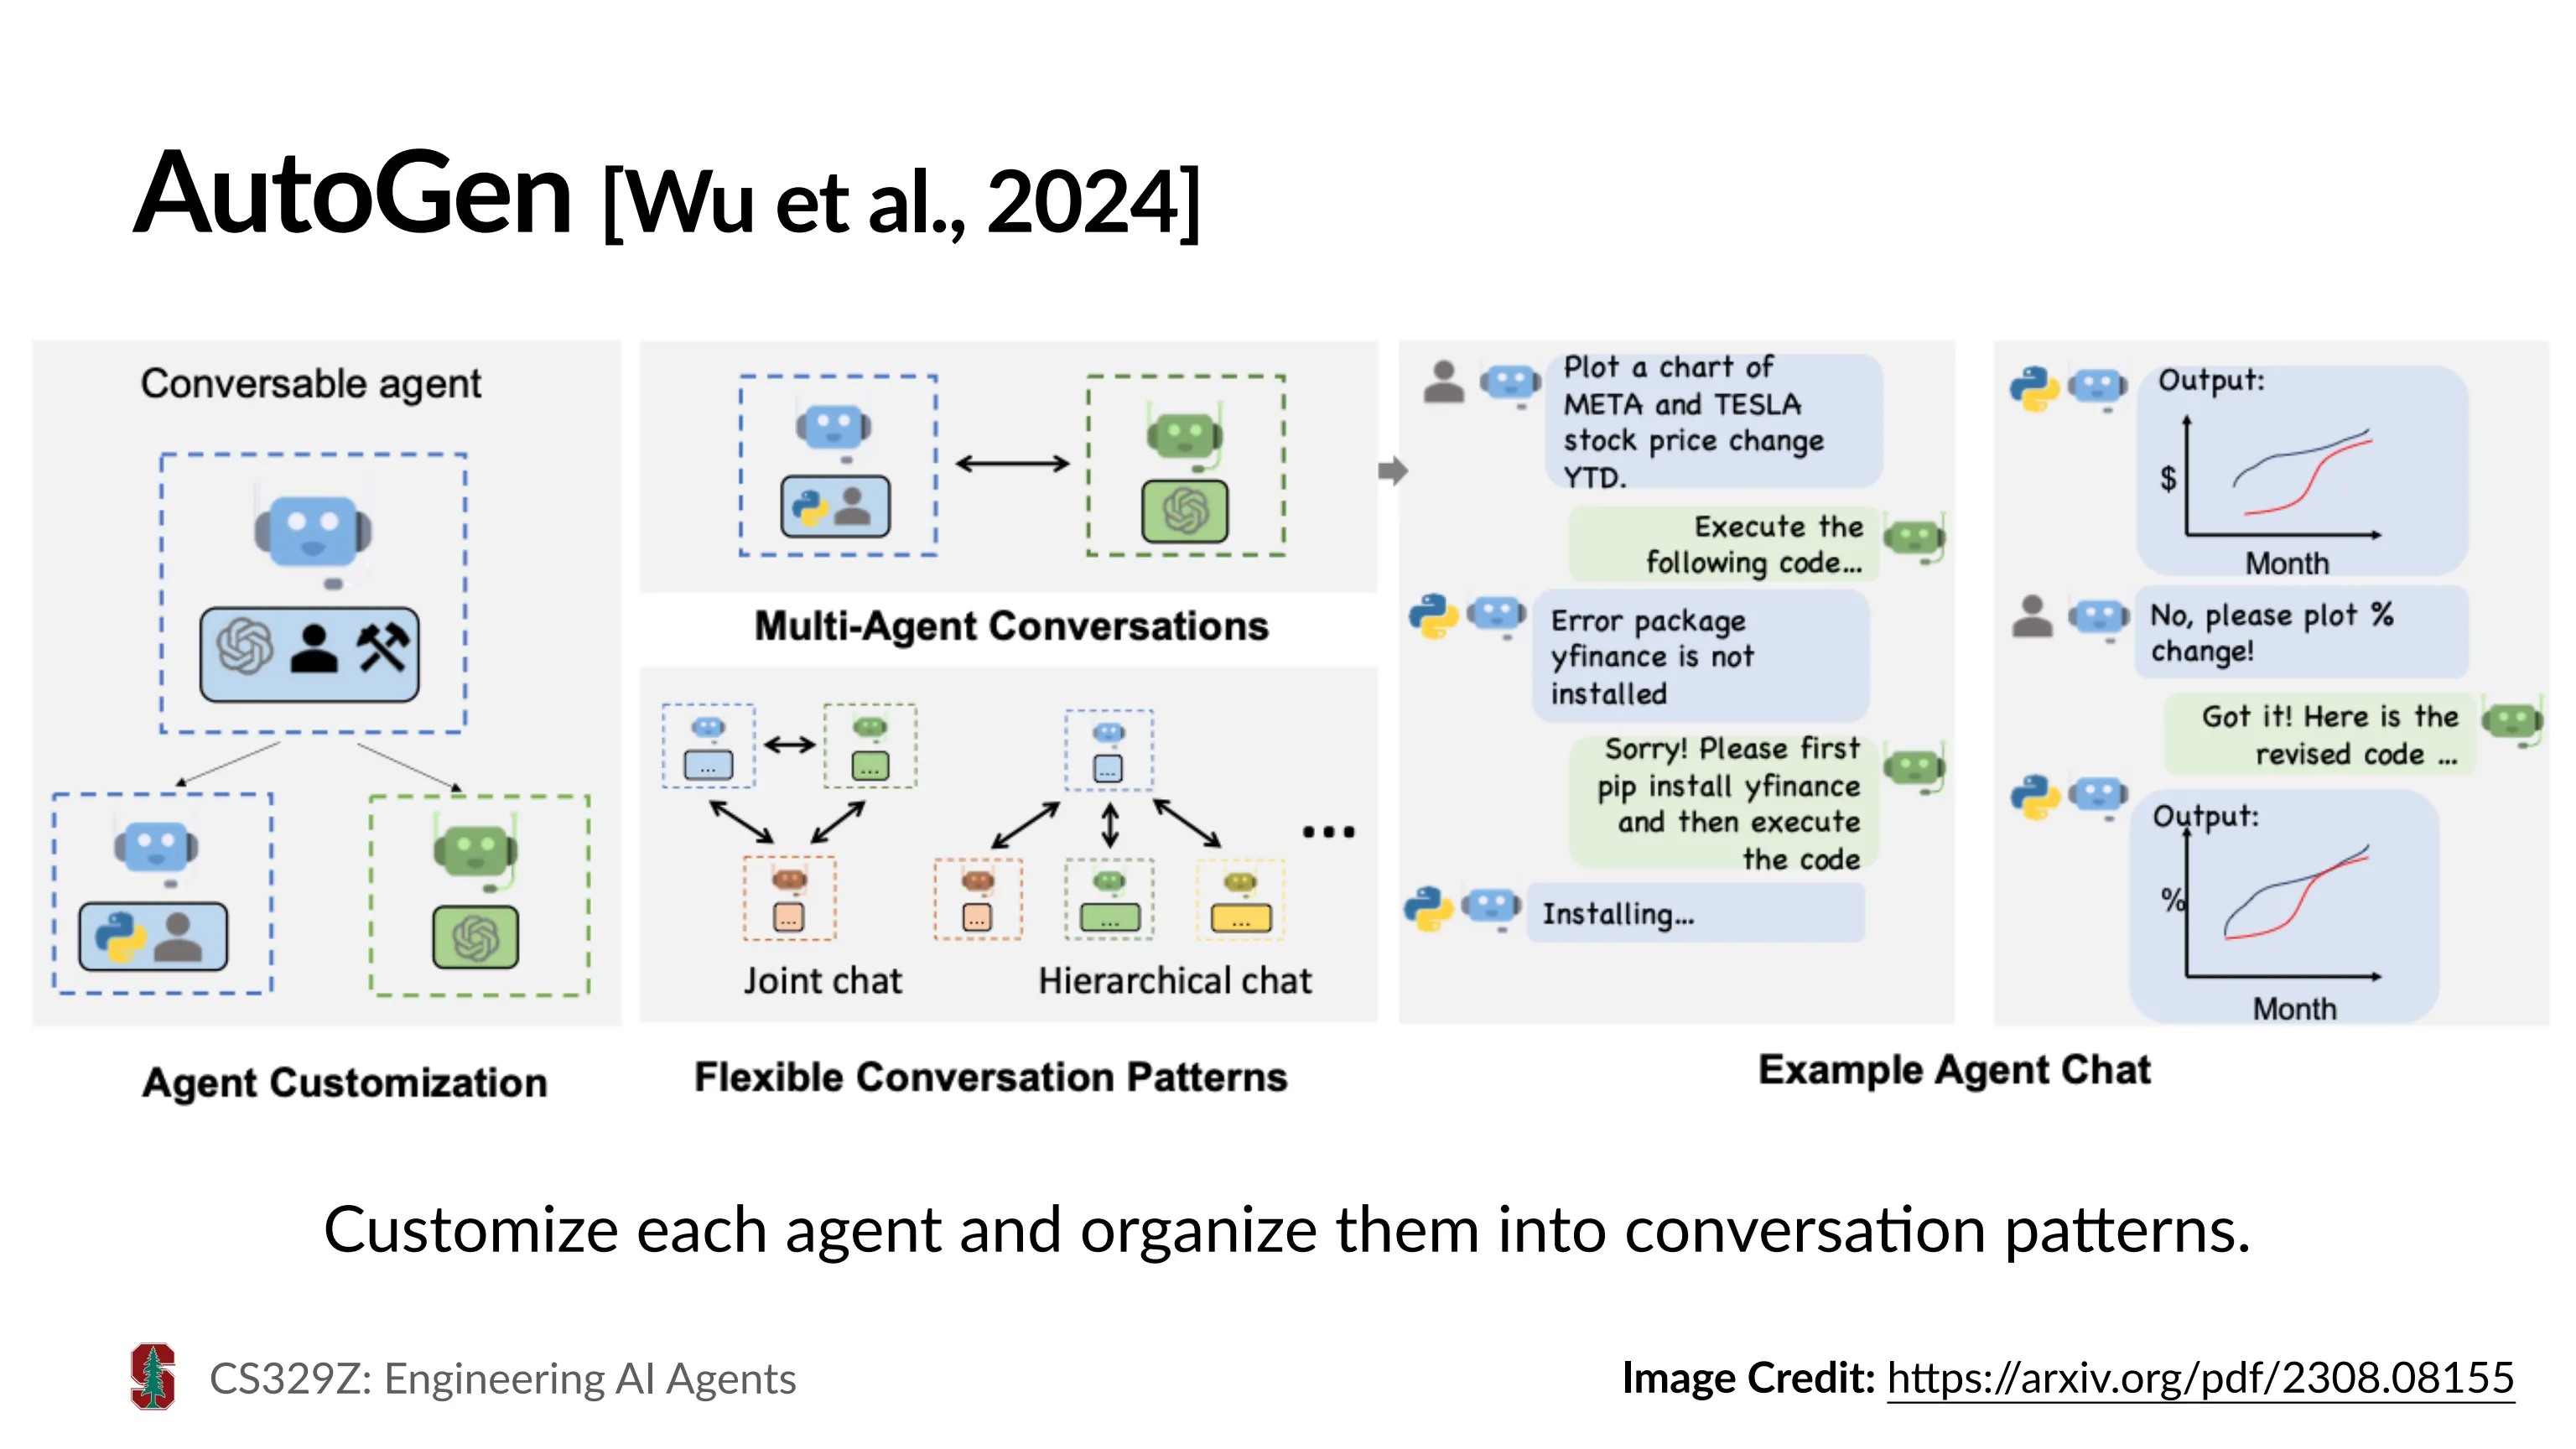 AutoGen [Wu et al., 2024]
Conversable agent
Agent Customization
Multi-Agent Conversations
...
...
...
...
...
...
...
...
Joint chat
Hierarchical chat
Flexible Conversation Patterns
Plot a chart of
META and TESLA
stock price change
YTD.
Execute the
following code...
Error package
yfinance is not
installed
Sorry! Please first
pip install yfinance
and then execute
the code
Installing...
Output:
$
Month
No, please plot %
change!
Got it! Here is the
revised code ...
Output:
%
Month
Example Agent Chat
Customize each agent and organize them into conversation patterns.
CS329Z: Engineering AI Agents
Image Credit: https://arxiv.org/pdf/2308.08155